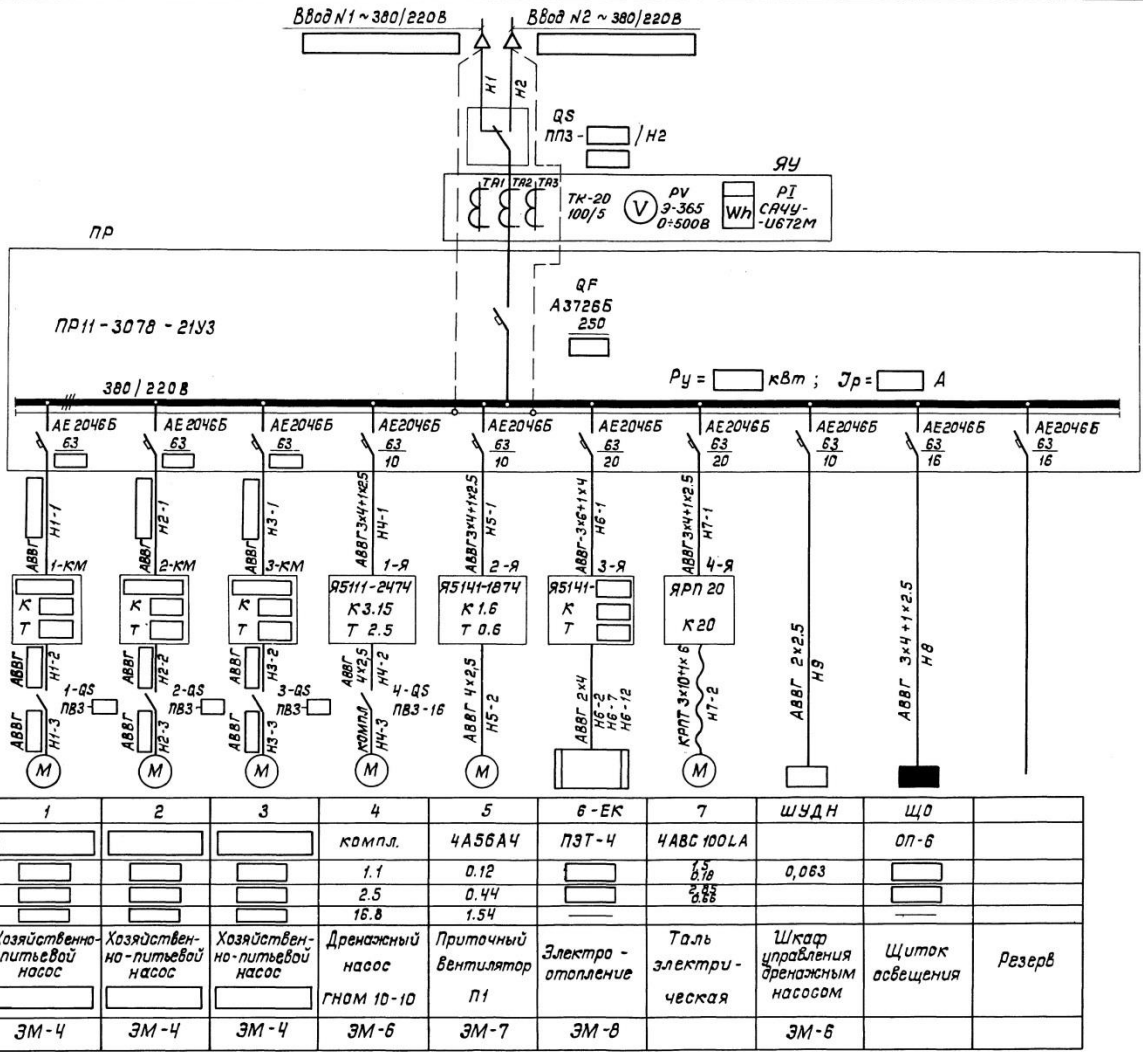 Ввод N1 ~ 380/220В
Ввод N2 ~ 380/220В
Н1
Н2
QS
ПП3- /Н2
ЯУ
ТА1 ТА2 ТА3
ТК-20
100/5
V
PV
Э-365
0÷500В
Wh
PI
САЧУ-
-И672М
ПР
QF
А3726Б
250
ПР11-3078-21У3
Ру = кВт ; Jр = А
380/220 В
АЕ2046Б
63
АЕ2046Б
63
АЕ2046Б
63
АЕ2046Б
63
10
АЕ2046Б
63
10
АЕ2046Б
63
20
АЕ2046Б
63
20
АЕ2046Б
63
10
АЕ2046Б
63
16
АЕ2046Б
63
16
АВВГ
Н1-1
АВВГ
Н2-1
АВВГ
Н3-1
АВВГ 3х4+1х2.5
Н4-1
АВВГ 3х4+1х2.5
Н5-1
АВВГ-3х6+1х4
Н6-1
АВВГ 3х4+1х2.5
Н7-1
АВВГ 2х2.5
Н9
АВВГ 3х4+1х2.5
Н8
1-КМ
К
Т
2-КМ
К
Т
3-КМ
К
Т
1-Я
Я5111-2474
К 3.15
Т 2.5
2-Я
Я5141-1874
К 1.6
Т 0.6
3-Я
Я5141-
К
Т
4-Я
ЯРП 20
К 20
АВВГ
Н1-2
АВВГ
Н2-2
АВВГ
Н3-2
АВВГ
4х2,5
Н4-2
АВВГ 4х2,5
Н5-2
АВВГ 2х4
Н6-2
Н6-7
Н6-12
КРПТ 3х10+1х6
Н7-2
1-QS
ПВ3-
2-QS
ПВ3-
3-QS
ПВ3-
4-QS
ПВ3-16
АВВГ
Н1-3
АВВГ
Н2-3
АВВГ
Н3-3
КОМПЛ.
Н4-3
М
М
М
М
М
М
1 2 3 4 5 6-ЕК 7 ШУДН ЩО
компл. 4А56А4 ПЭТ-4 4АВС100LА ОП-6
1.1 0.12 1.5 0,063
0.18
2.5 0.44 2.85
0.66
16.8 1.54 —— ——
Хозяйственно-
питьевой
насос
Хозяйствен-
но-питьевой
насос
Хозяйствен-
но-питьевой
насос
Дренажный
насос
ГНОМ 10-10
Приточный
вентилятор
П1
Электро-
отопление
Таль
электри-
ческая
Шкаф
управления
дренажным
насосом
Щиток
освещения
Резерв
ЭМ-4 ЭМ-4 ЭМ-4 ЭМ-6 ЭМ-7 ЭМ-8 ЭМ-6